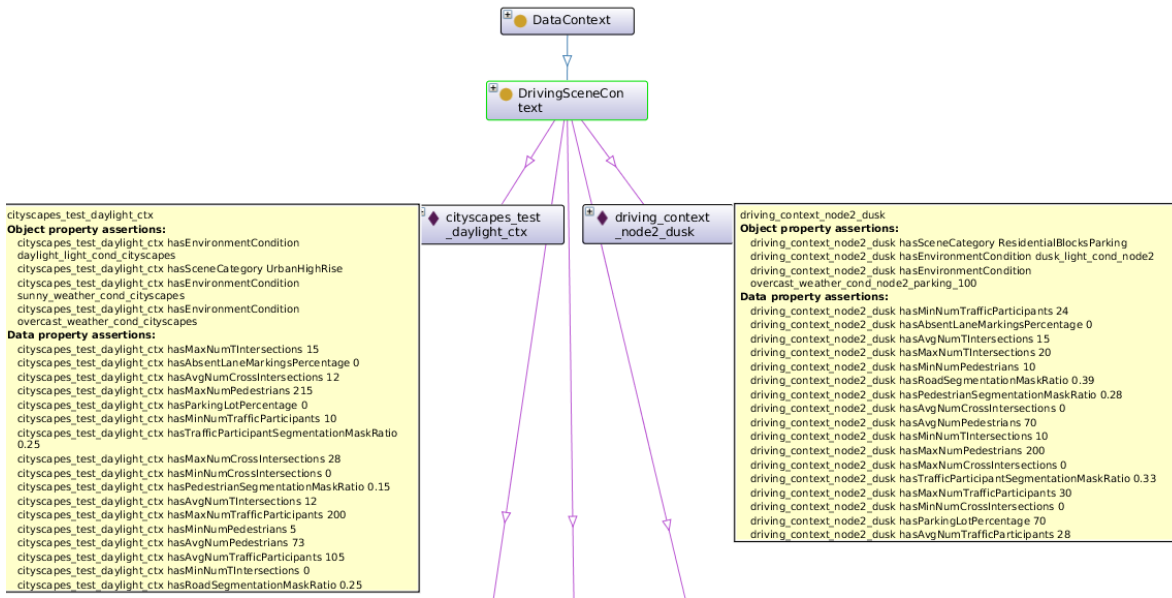 DataContext
DrivingSceneCon
text
cityscapes_test
_daylight_ctx
driving_context
_node2_dusk
cityscapes_test_daylight_ctx
Object property assertions:
cityscapes_test_daylight_ctx hasEnvironmentCondition
daylight_light_cond_cityscapes
cityscapes_test_daylight_ctx hasSceneCategory UrbanHighRise
cityscapes_test_daylight_ctx hasEnvironmentCondition
sunny_weather_cond_cityscapes
cityscapes_test_daylight_ctx hasEnvironmentCondition
overcast_weather_cond_cityscapes
Data property assertions:
cityscapes_test_daylight_ctx hasMaxNumTIntersections 15
cityscapes_test_daylight_ctx hasAbsentLaneMarkingsPercentage 0
cityscapes_test_daylight_ctx hasAvgNumCrossIntersections 12
cityscapes_test_daylight_ctx hasMaxNumPedestrians 215
cityscapes_test_daylight_ctx hasParkingLotPercentage 0
cityscapes_test_daylight_ctx hasMinNumTrafficParticipants 10
cityscapes_test_daylight_ctx hasTrafficParticipantSegmentationMaskRatio
0.25
cityscapes_test_daylight_ctx hasMaxNumCrossIntersections 28
cityscapes_test_daylight_ctx hasMinNumCrossIntersections 0
cityscapes_test_daylight_ctx hasPedestrianSegmentationMaskRatio 0.15
cityscapes_test_daylight_ctx hasAvgNumTIntersections 12
cityscapes_test_daylight_ctx hasMaxNumTrafficParticipants 200
cityscapes_test_daylight_ctx hasMinNumPedestrians 5
cityscapes_test_daylight_ctx hasAvgNumPedestrians 73
cityscapes_test_daylight_ctx hasAvgNumTrafficParticipants 105
cityscapes_test_daylight_ctx hasMinNumTIntersections 0
cityscapes_test_daylight_ctx hasRoadSegmentationMaskRatio 0.25
driving_context_node2_dusk
Object property assertions:
driving_context_node2_dusk hasSceneCategory ResidentialBlocksParking
driving_context_node2_dusk hasEnvironmentCondition dusk_light_cond_node2
driving_context_node2_dusk hasEnvironmentCondition
overcast_weather_cond_node2_parking_100
Data property assertions:
driving_context_node2_dusk hasMinNumTrafficParticipants 24
driving_context_node2_dusk hasAbsentLaneMarkingsPercentage 0
driving_context_node2_dusk hasAvgNumTIntersections 15
driving_context_node2_dusk hasMaxNumTIntersections 20
driving_context_node2_dusk hasMinNumPedestrians 10
driving_context_node2_dusk hasRoadSegmentationMaskRatio 0.39
driving_context_node2_dusk hasPedestrianSegmentationMaskRatio 0.28
driving_context_node2_dusk hasAvgNumCrossIntersections 0
driving_context_node2_dusk hasAvgNumPedestrians 70
driving_context_node2_dusk hasMinNumTIntersections 10
driving_context_node2_dusk hasMaxNumPedestrians 200
driving_context_node2_dusk hasMaxNumCrossIntersections 0
driving_context_node2_dusk hasTrafficParticipantSegmentationMaskRatio 0.33
driving_context_node2_dusk hasMaxNumTrafficParticipants 30
driving_context_node2_dusk hasMinNumCrossIntersections 0
driving_context_node2_dusk hasParkingLotPercentage 70
driving_context_node2_dusk hasAvgNumTrafficParticipants 28